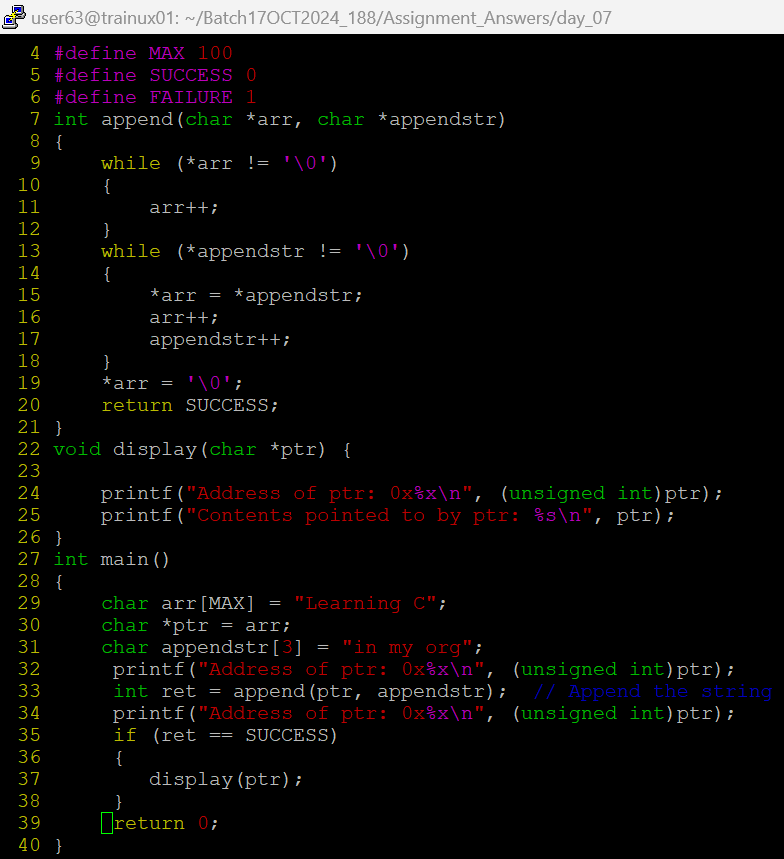 user63@trainux01: ~/Batch17OCT2024_188/Assignment_Answers/day_07
4 #define MAX 100
5 #define SUCCESS 0
6 #define FAILURE 1
7 int append(char *arr, char *appendstr)
8 {
9     while (*arr != '\0')
10     {
11         arr++;
12     }
13     while (*appendstr != '\0')
14     {
15         *arr = *appendstr;
16         arr++;
17         appendstr++;
18     }
19     *arr = '\0';
20     return SUCCESS;
21 }
22 void display(char *ptr) {
23
24     printf("Address of ptr: 0x%x\n", (unsigned int)ptr);
25     printf("Contents pointed to by ptr: %s\n", ptr);
26 }
27 int main()
28 {
29     char arr[MAX] = "Learning C";
30     char *ptr = arr;
31     char appendstr[3] = "in my org";
32      printf("Address of ptr: 0x%x\n", (unsigned int)ptr);
33      int ret = append(ptr, appendstr);  // Append the string
34      printf("Address of ptr: 0x%x\n", (unsigned int)ptr);
35      if (ret == SUCCESS)
36      {
37         display(ptr);
38      }
39      return 0;
40 }